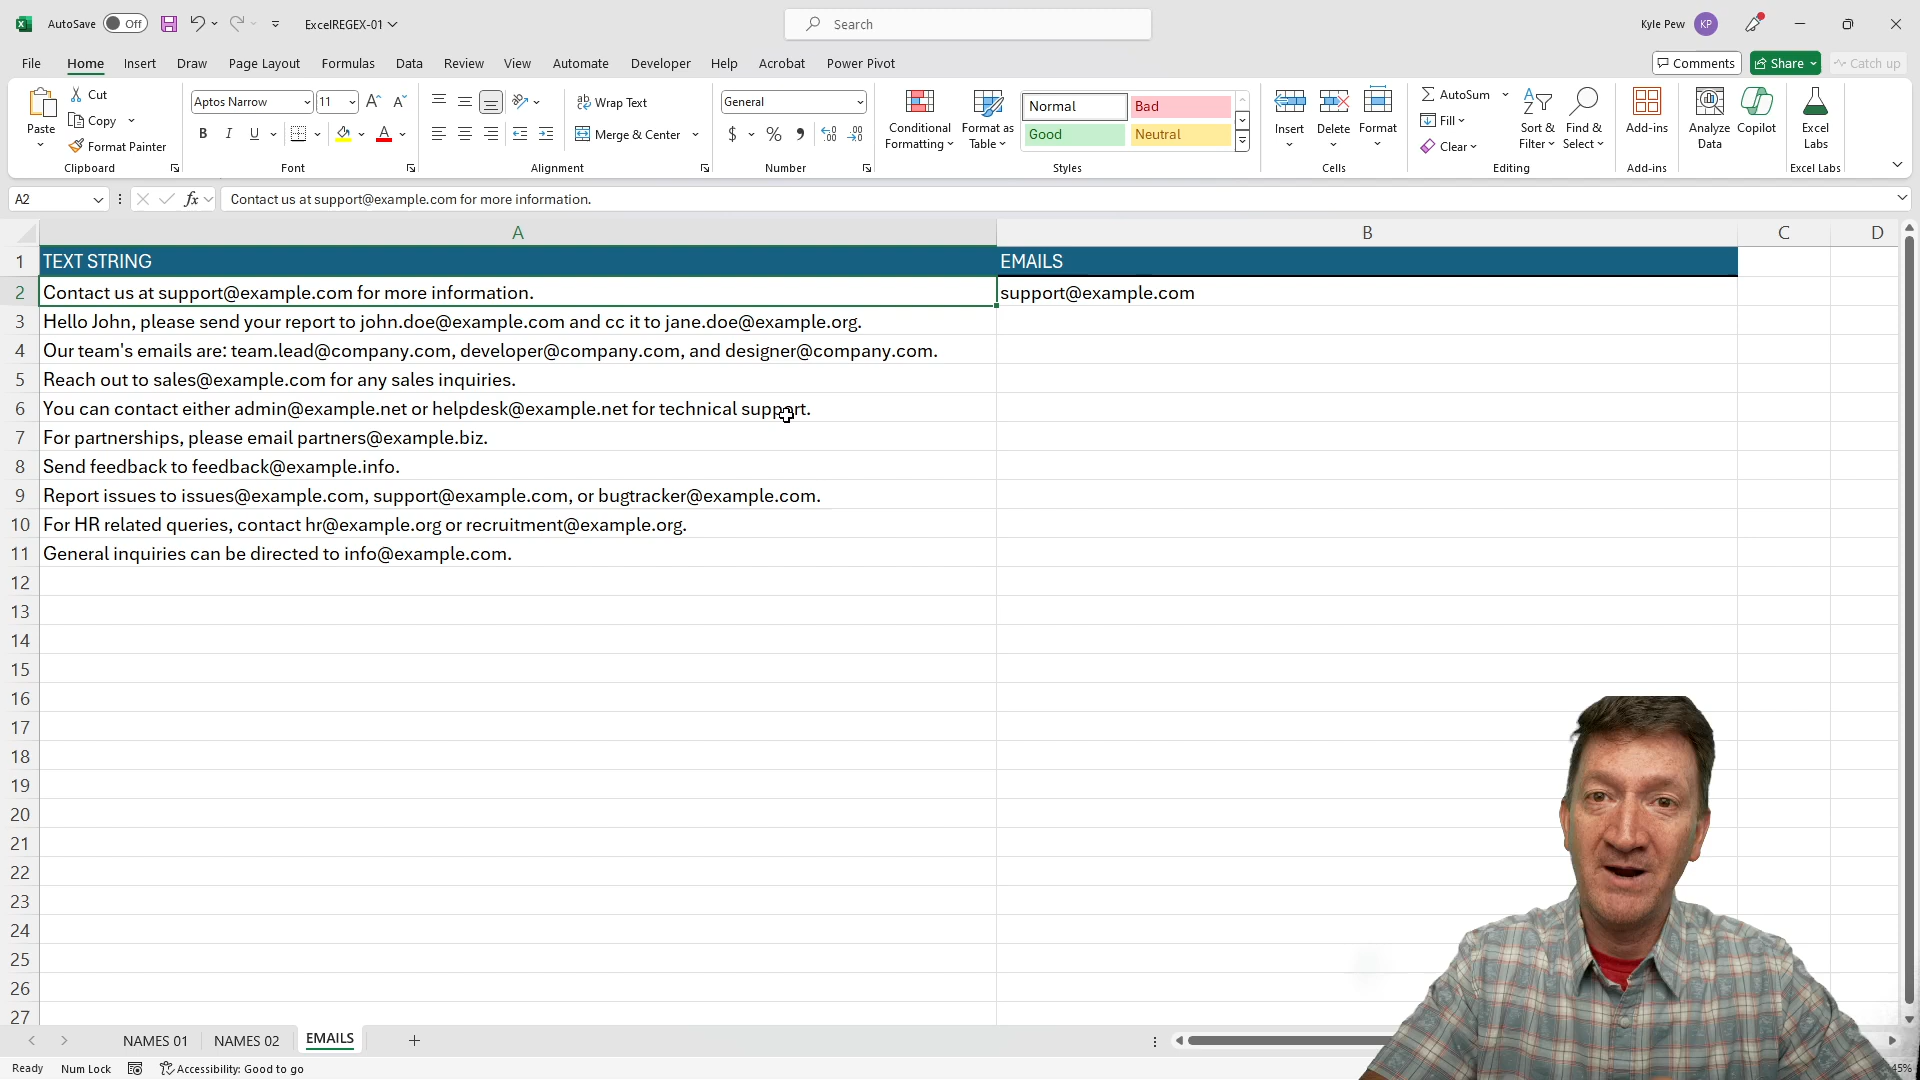 AutoSave Off ExcelREGEX-01 Search Kyle Pew KP
File Home Insert Draw Page Layout Formulas Data Review View Automate Developer Help Acrobat Power Pivot Comments Share Catch up
Paste
Cut
Copy
Format Painter
Clipboard
Aptos Narrow 11
B I U
Font
Wrap Text
Merge & Center
Alignment
General
$ % ,
Number
Conditional Formatting
Format as Table
Normal Bad
Good Neutral
Styles
Insert Delete Format
Cells
AutoSum
Fill
Clear
Sort & Filter
Find & Select
Editing
Add-ins
Add-ins
Analyze Data
Copilot
Excel Labs
Excel Labs
A2 fx Contact us at support@example.com for more information.
A B C D
1 TEXT STRING EMAILS
2 Contact us at support@example.com for more information. support@example.com
3 Hello John, please send your report to john.doe@example.com and cc it to jane.doe@example.org.
4 Our team's emails are: team.lead@company.com, developer@company.com, and designer@company.com.
5 Reach out to sales@example.com for any sales inquiries.
6 You can contact either admin@example.net or helpdesk@example.net for technical support.
7 For partnerships, please email partners@example.biz.
8 Send feedback to feedback@example.info.
9 Report issues to issues@example.com, support@example.com, or bugtracker@example.com.
10 For HR related queries, contact hr@example.org or recruitment@example.org.
11 General inquiries can be directed to info@example.com.
12
13
14
15
16
17
18
19
20
21
22
23
24
25
26
27
NAMES 01 NAMES 02 EMAILS
Ready Num Lock Accessibility: Good to go 45%